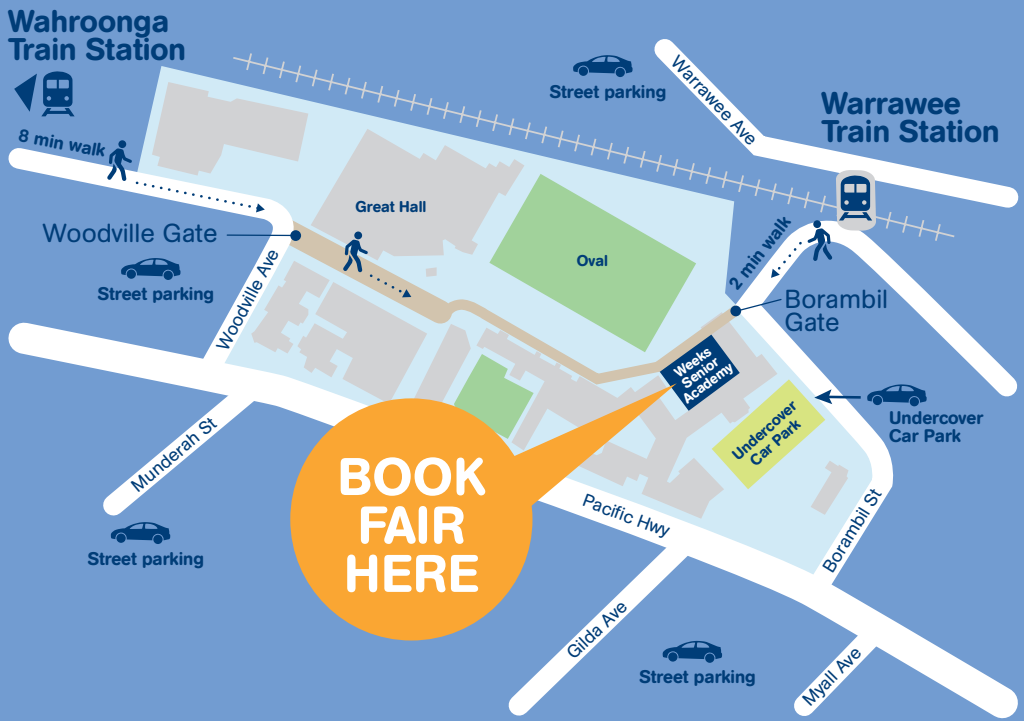 Wahroonga
Train Station
8 min walk
Street parking
Warrawee Ave
Warrawee
Train Station
Great Hall
Woodville Gate
Oval
2 min walk
Street parking
Woodville Ave
Borambil
Gate
Weeks
Senior
Academy
Undercover
Car Park
Undercover
Car Park
Munderah St
BOOK
FAIR
HERE
Pacific Hwy
Borambil St
Street parking
Gilda Ave
Street parking
Myall Ave